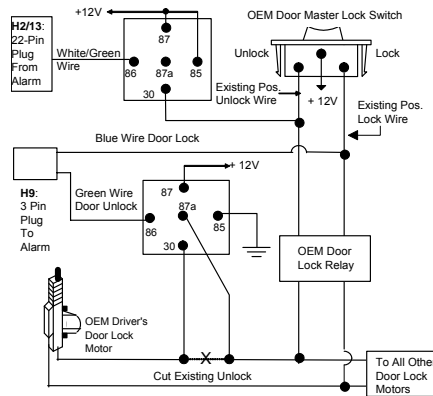 H2/13:
22-Pin
Plug
From
Alarm
+12V
White/Green
Wire
87
86
87a
85
30
OEM Door Master Lock Switch
Unlock
Lock
Existing Pos.
Unlock Wire
+ 12V
Existing Pos.
Lock Wire
Blue Wire Door Lock
H9:
3 Pin
Plug
To
Alarm
Green Wire
Door Unlock
+ 12V
87
87a
86
85
30
OEM Door
Lock Relay
OEM Driver's
Door Lock
Motor
X
Cut Existing Unlock
To All Other
Door Lock
Motors